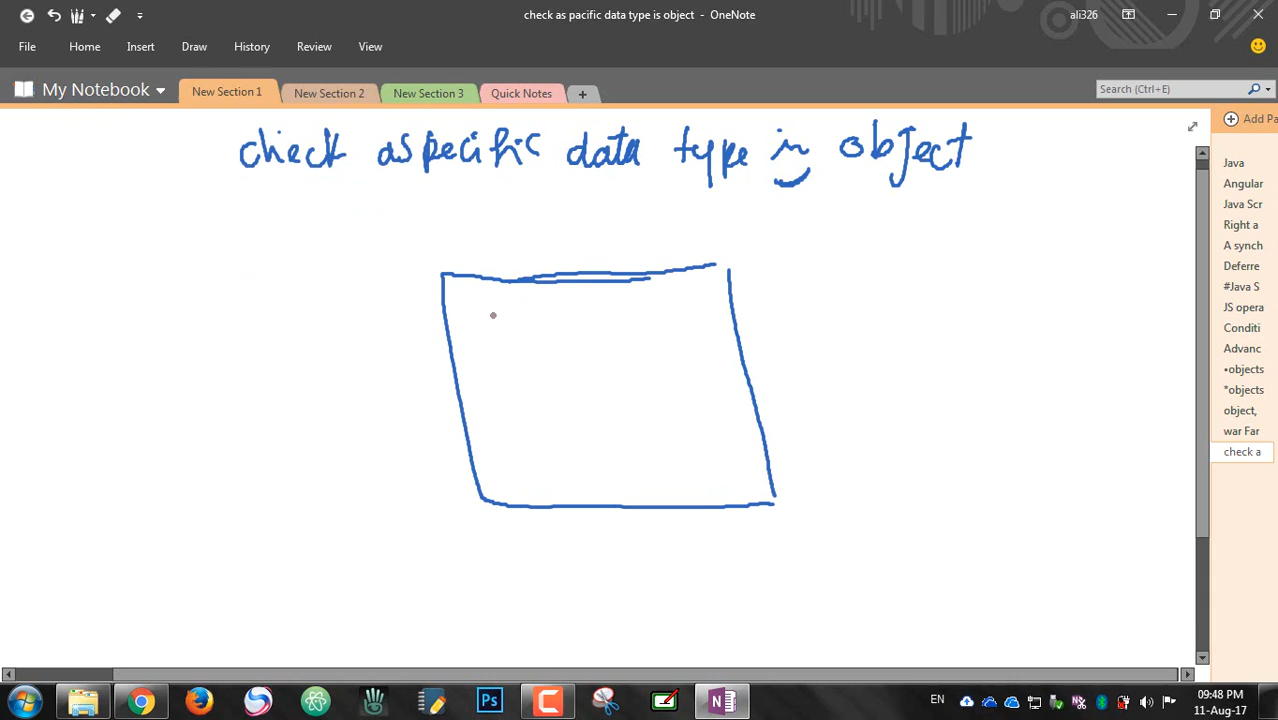 check as pacific data type is object - OneNote
ali326
File Home Insert Draw History Review View
My Notebook New Section 1 New Section 2 New Section 3 Quick Notes + Search (Ctrl+E)
Add Pa
check aspecific data type in object
Java
Angular
Java Scr
Right a
A synch
Deferre
#Java S
JS opera
Conditi
Advanc
•objects
*objects
object,
war Far
check a
Ps
N
EN
09:48 PM
11-Aug-17